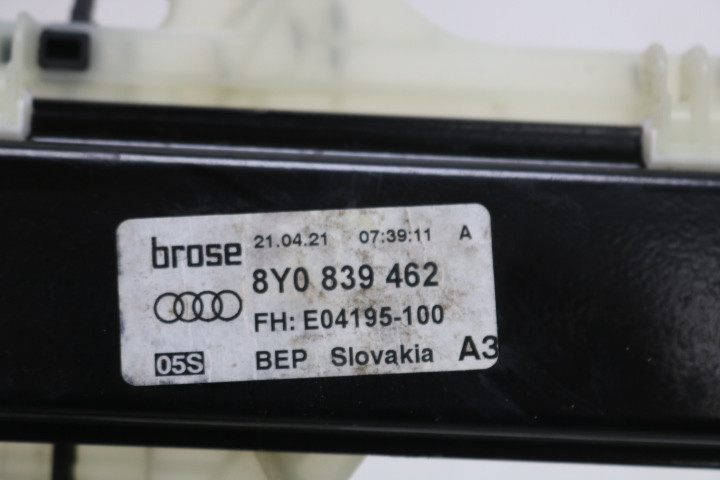 brose 21.04.21 07:39:11 A
8Y0 839 462
FH: E04195-100
05S BEP Slovakia A3